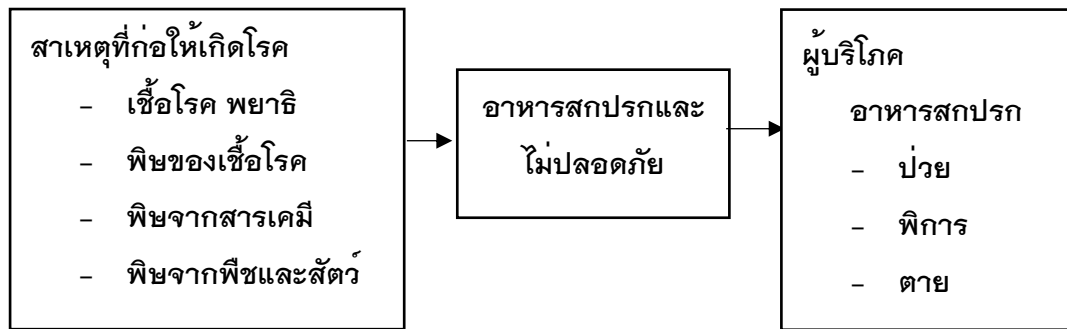 สาเหตุที่ก่อให้เกิดโรค
– เชื้อโรค พยาธิ
– พิษของเชื้อโรค
– พิษจากสารเคมี
– พิษจากพืชและสัตว์
อาหารสกปรกและ
ไม่ปลอดภัย
ผู้บริโภค
อาหารสกปรก
– ป่วย
– พิการ
– ตาย